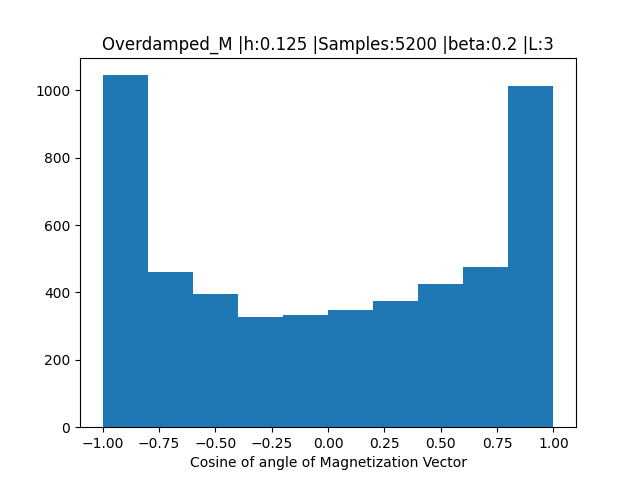 Overdamped_M |h:0.125 |Samples:5200 |beta:0.2 |L:3
1000
800
600
400
200
0
−1.00 −0.75 −0.50 −0.25 0.00 0.25 0.50 0.75 1.00
Cosine of angle of Magnetization Vector